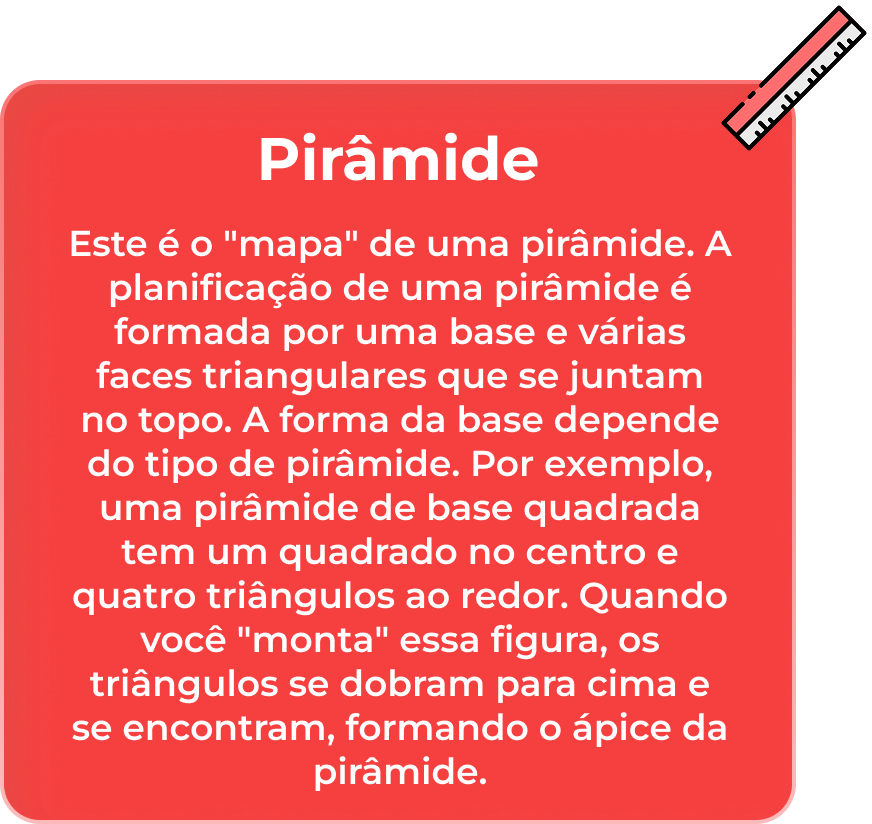 Pirâmide
Este é o "mapa" de uma pirâmide. A
planificação de uma pirâmide é
formada por uma base e várias
faces triangulares que se juntam
no topo. A forma da base depende
do tipo de pirâmide. Por exemplo,
uma pirâmide de base quadrada
tem um quadrado no centro e
quatro triângulos ao redor. Quando
você "monta" essa figura, os
triângulos se dobram para cima e
se encontram, formando o ápice da
pirâmide.